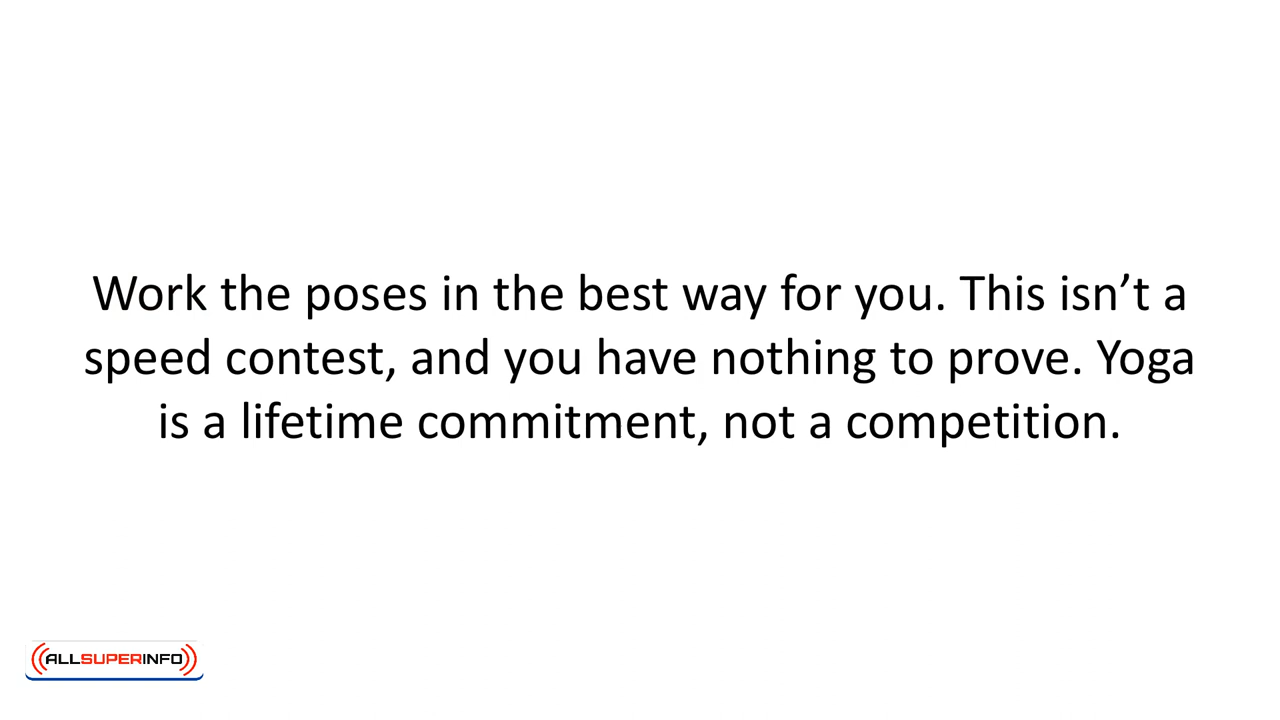 Work the poses in the best way for you. This isn’t a
speed contest, and you have nothing to prove. Yoga
is a lifetime commitment, not a competition.
ALLSUPERINFO